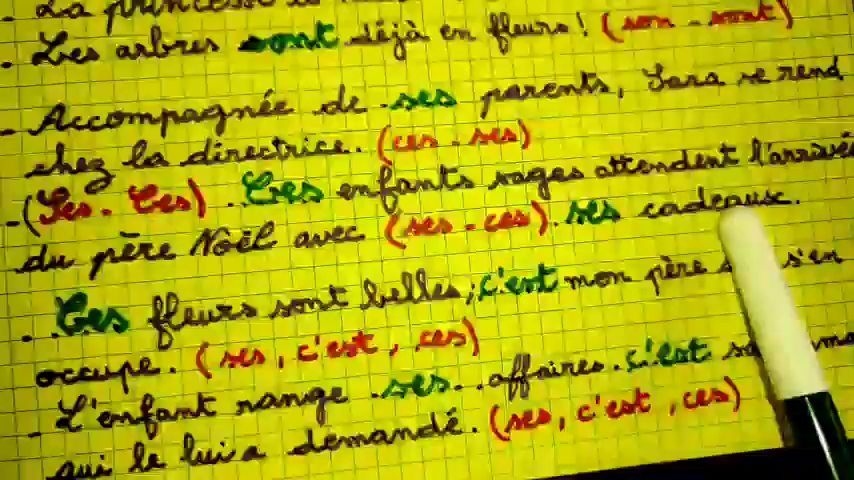 - La princesse
- Les arbres sont déjà en fleurs! (son - sont)
- Accompagnée de .ses parents, Sara se rend
chez la directrice. (ces - ses)
- (Ses - Ces) . Ces enfants sages attendent l'arrivée
du père Noël avec (ses - ces). ses cadeaux.
- Ces fleurs sont belles, c'est mon père s'en
occupe. (ses, c'est, ces)
- L'enfant range .ses.. affaires. c'est
qui le lui a demandé. (ses, c'est, ces)